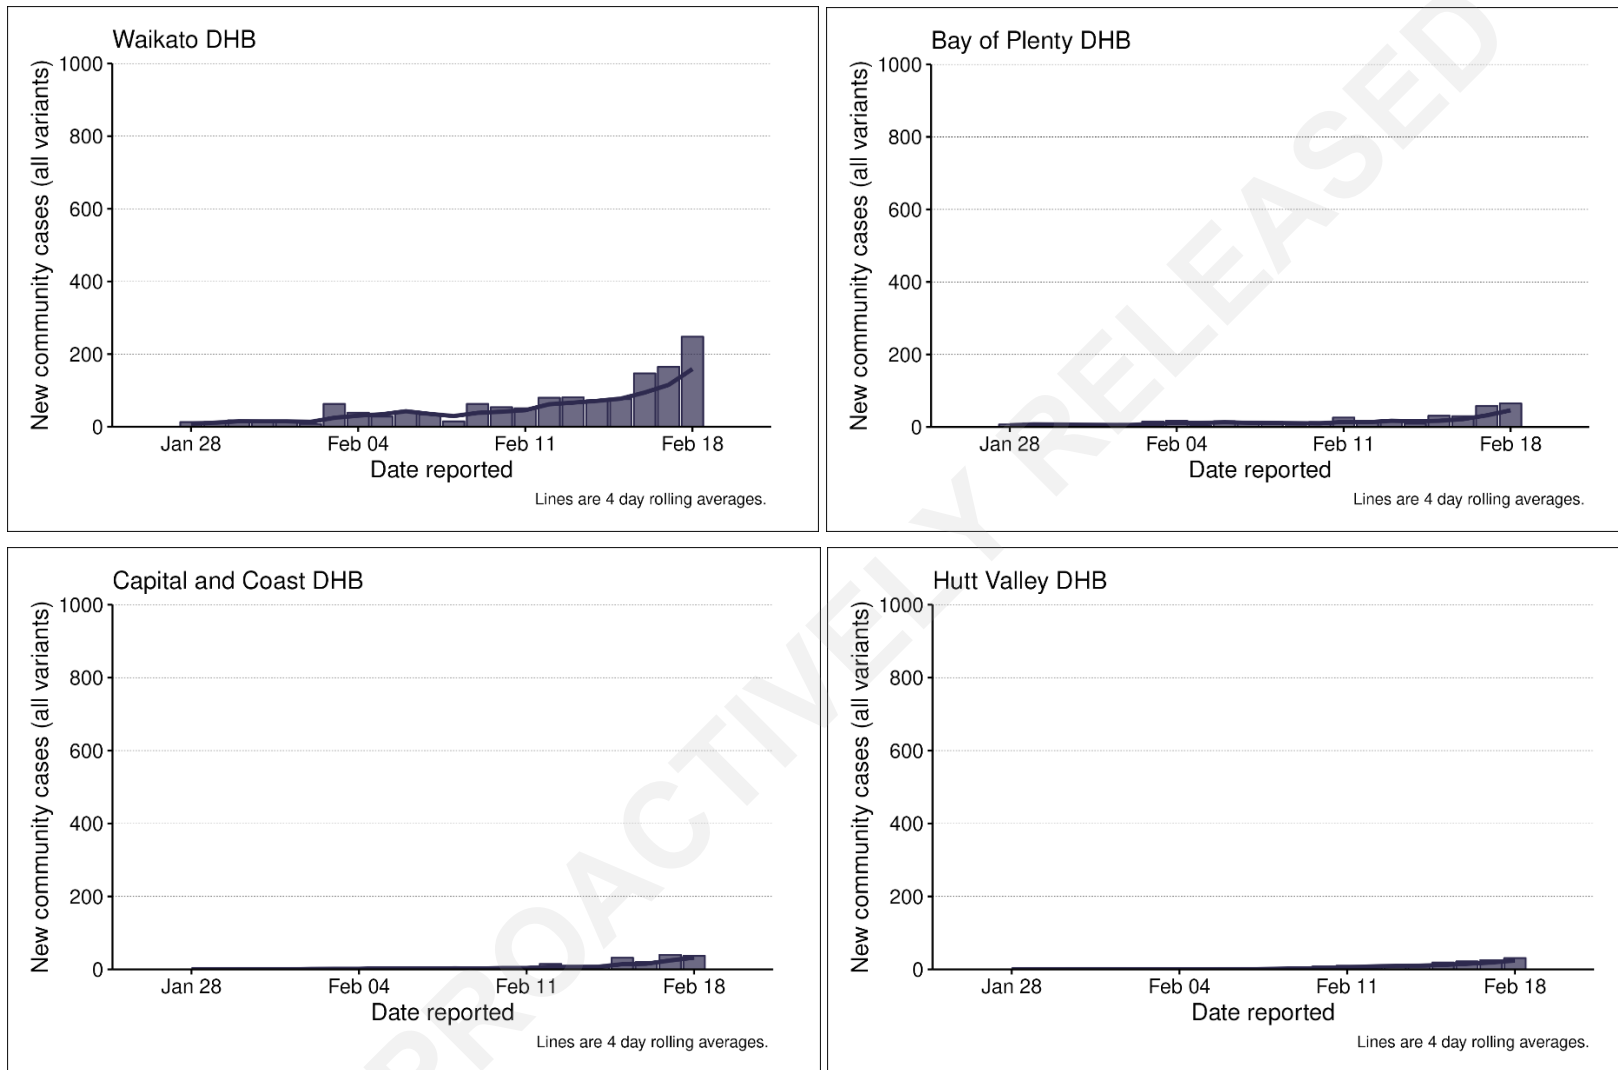 Waikato DHB
New community cases (all variants)
1000
800
600
400
200
0
Jan 28 Feb 04 Feb 11 Feb 18
Date reported
Lines are 4 day rolling averages.
Bay of Plenty DHB
New community cases (all variants)
1000
800
600
400
200
0
Jan 28 Feb 04 Feb 11 Feb 18
Date reported
Lines are 4 day rolling averages.
Capital and Coast DHB
New community cases (all variants)
1000
800
600
400
200
0
Jan 28 Feb 04 Feb 11 Feb 18
Date reported
Lines are 4 day rolling averages.
Hutt Valley DHB
New community cases (all variants)
1000
800
600
400
200
0
Jan 28 Feb 04 Feb 11 Feb 18
Date reported
Lines are 4 day rolling averages.
PROACTIVELY RELEASED